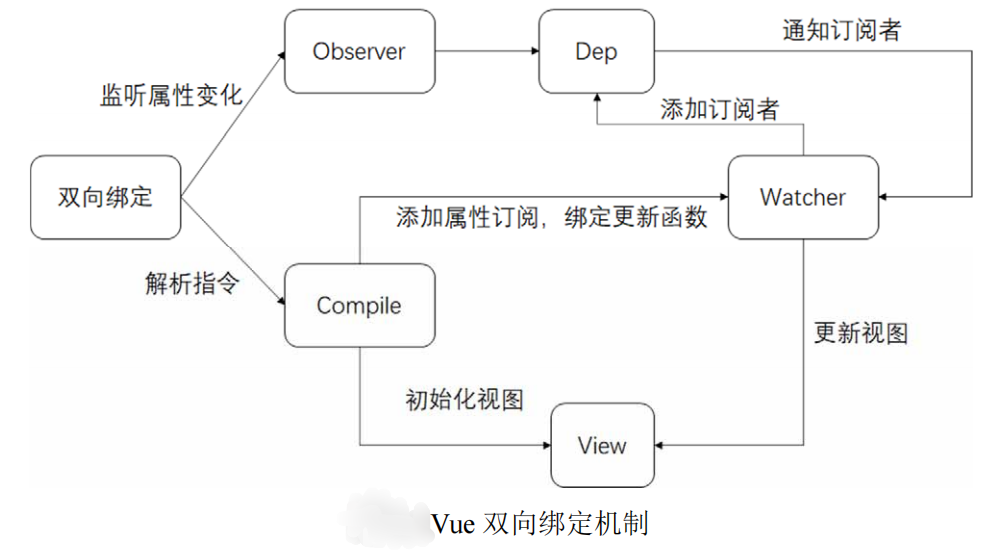 Observer
Dep
通知订阅者
监听属性变化
添加订阅者
双向绑定
Watcher
添加属性订阅，绑定更新函数
解析指令
Compile
更新视图
初始化视图
View
Vue 双向绑定机制